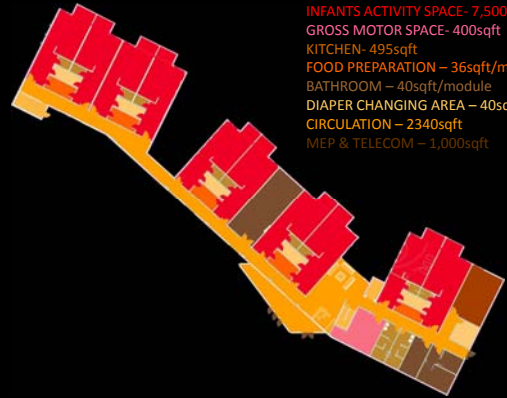 INFANTS ACTIVITY SPACE- 7,500
GROSS MOTOR SPACE- 400sqft
KITCHEN- 495sqft
FOOD PREPARATION – 36sqft/m
BATHROOM – 40sqft/module
DIAPER CHANGING AREA – 40sq
CIRCULATION – 2340sqft
MEP & TELECOM – 1,000sqft